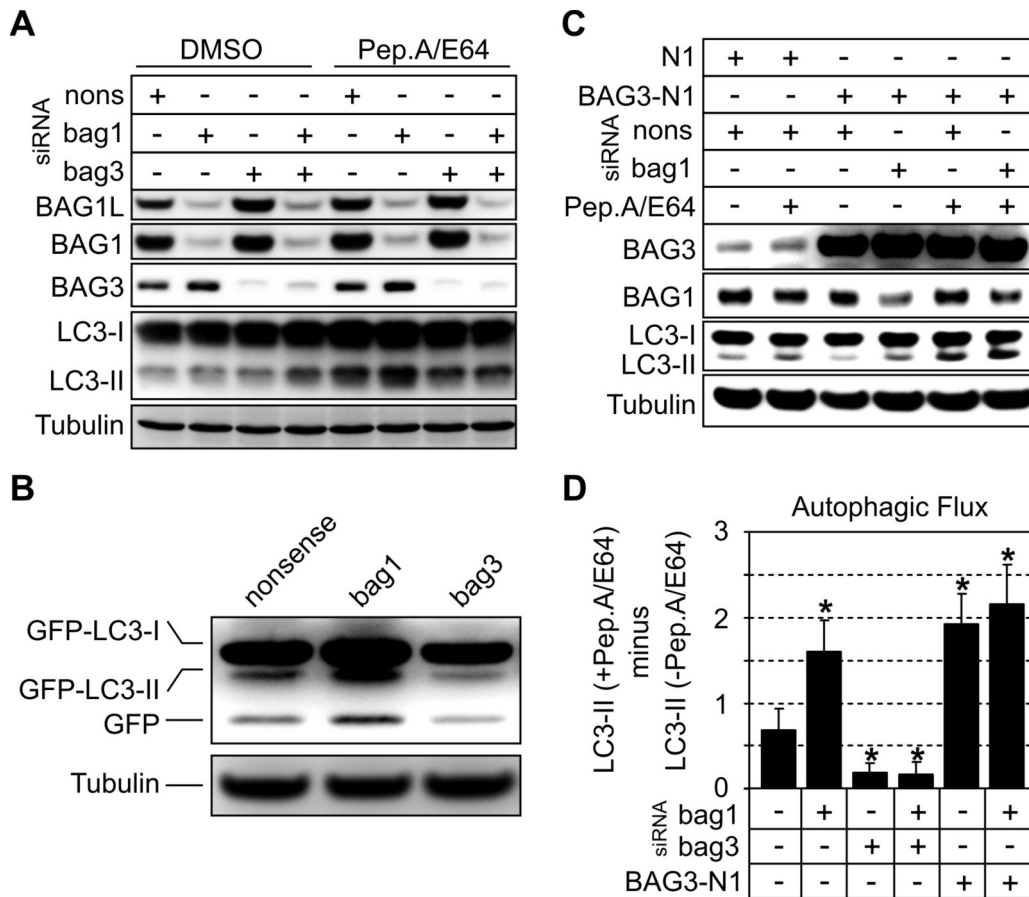 A
DMSO Pep.A/E64
siRNA
nons + - - - + - - -
bag1 - + - + - + - +
bag3 - - + + - - + +
BAG1L
BAG1
BAG3
LC3-I
LC3-II
Tubulin
B
nonsense bag1 bag3
GFP-LC3-I
GFP-LC3-II
GFP
Tubulin
C
N1 + + - - - -
BAG3-N1 - - + + + +
siRNA
nons + + + - + -
bag1 - - - + - +
Pep.A/E64 - + - - + +
BAG3
BAG1
LC3-I
LC3-II
Tubulin
D
Autophagic Flux
LC3-II (+Pep.A/E64)
minus
LC3-II (-Pep.A/E64)
3
2
1
0
* * * * *
siRNA
bag1 - + - + - +
bag3 - - + + - -
BAG3-N1 - - - - + +